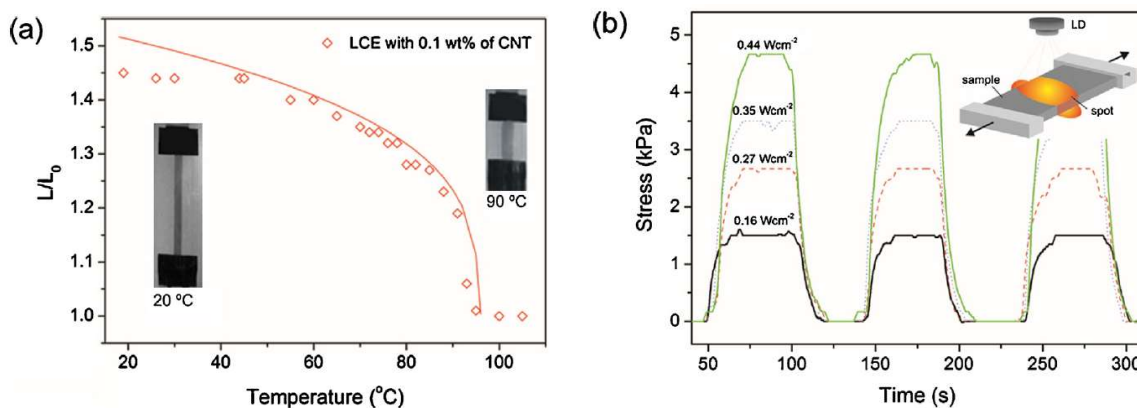 (a)
1.5
1.4
1.3
1.2
1.1
1.0
L/L₀
20
40
60
80
100
Temperature (°C)
LCE with 0.1 wt% of CNT
20 ºC
90 ºC
(b)
6
5
4
3
2
1
0
Stress (kPa)
50
100
150
200
250
300
Time (s)
0.44 Wcm⁻²
0.35 Wcm⁻²
0.27 Wcm⁻²
0.16 Wcm⁻²
LD
sample
spot